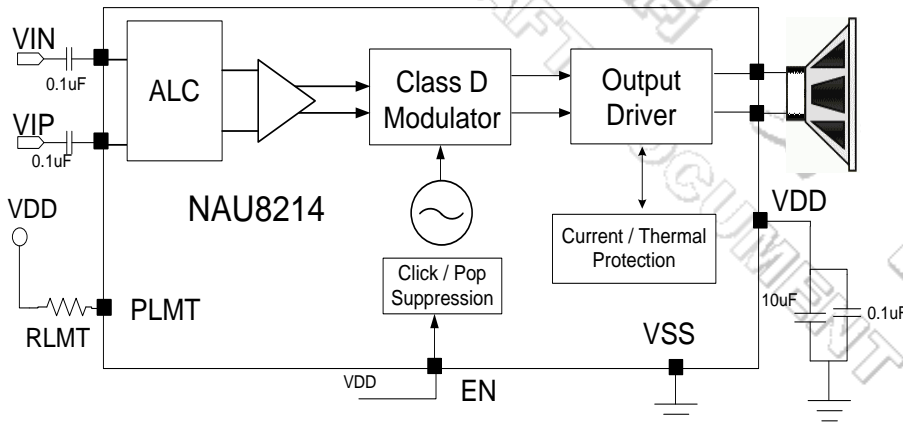 VIN
0.1uF
VIP
0.1uF
VDD
RLMT
PLMT
ALC
NAU8214
Class D
Modulator
Output
Driver
Click / Pop
Suppression
Current / Thermal
Protection
VDD
EN
VSS
VDD
10uF
0.1uF
DOCUMENT